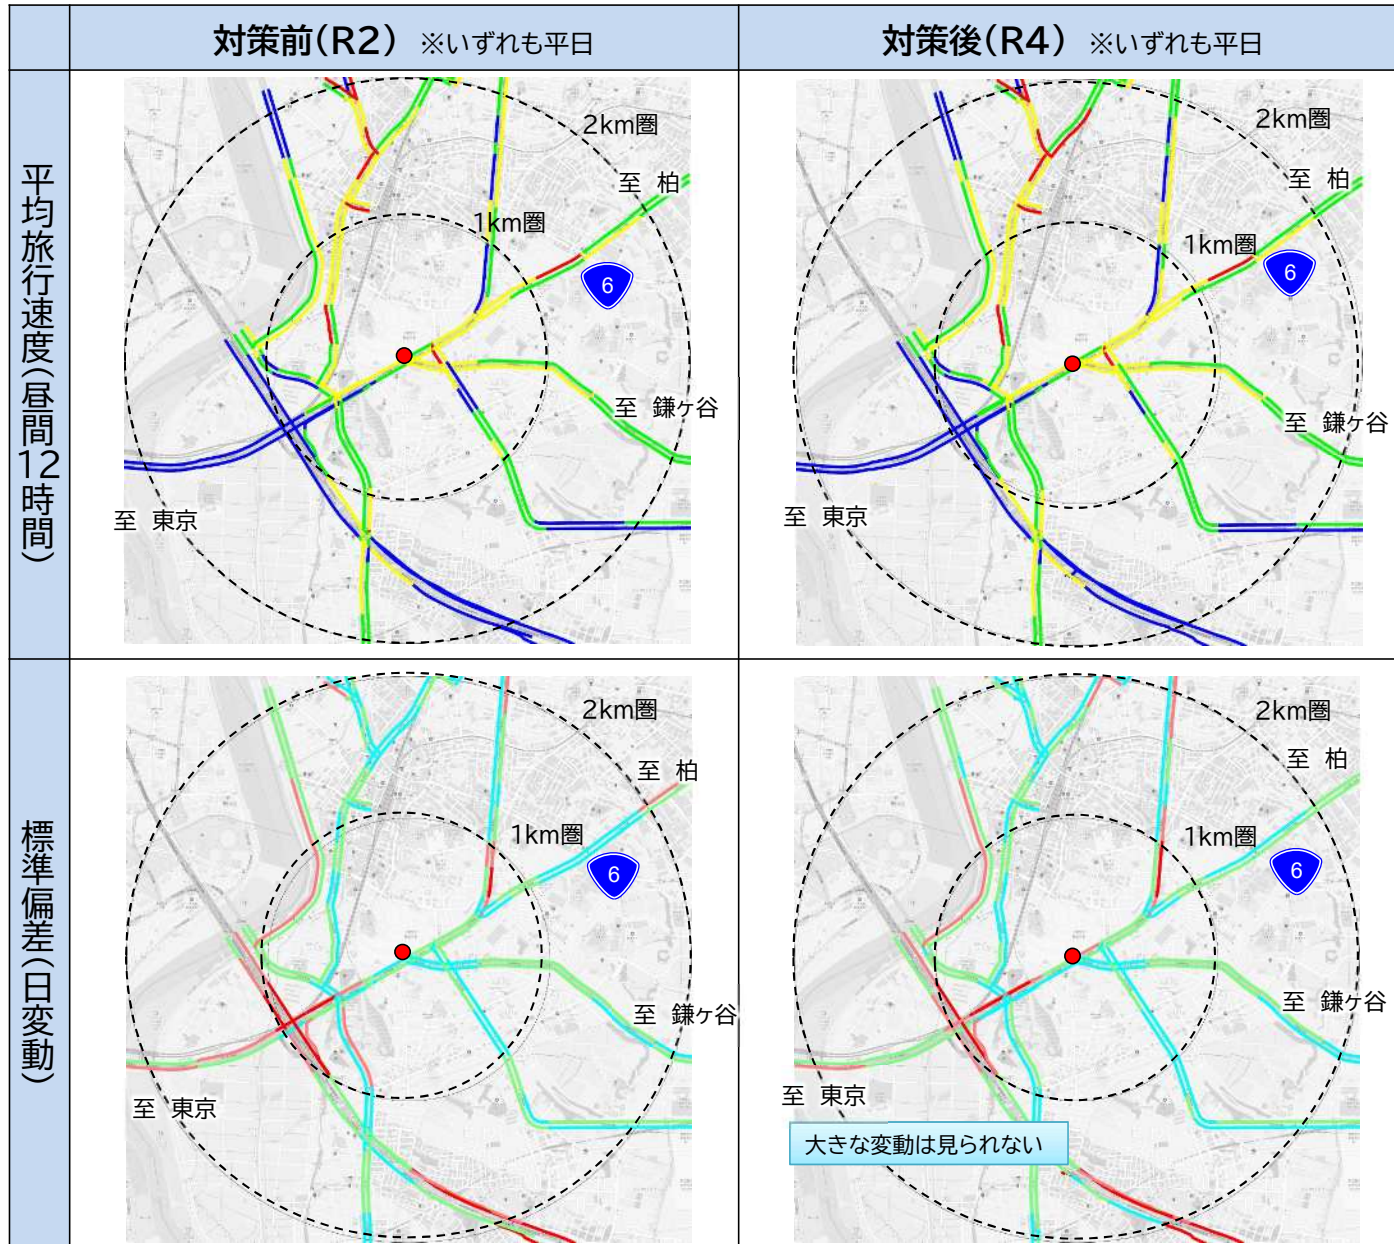 対策前(R2) ※いずれも平日
対策後(R4) ※いずれも平日
平均旅行速度(昼間12時間)
2km圏
至 柏
1km圏
6
至 鎌ヶ谷
至 東京
2km圏
至 柏
1km圏
6
至 鎌ヶ谷
至 東京
標準偏差(日変動)
2km圏
至 柏
1km圏
6
至 鎌ヶ谷
至 東京
2km圏
至 柏
1km圏
6
至 鎌ヶ谷
至 東京
大きな変動は見られない